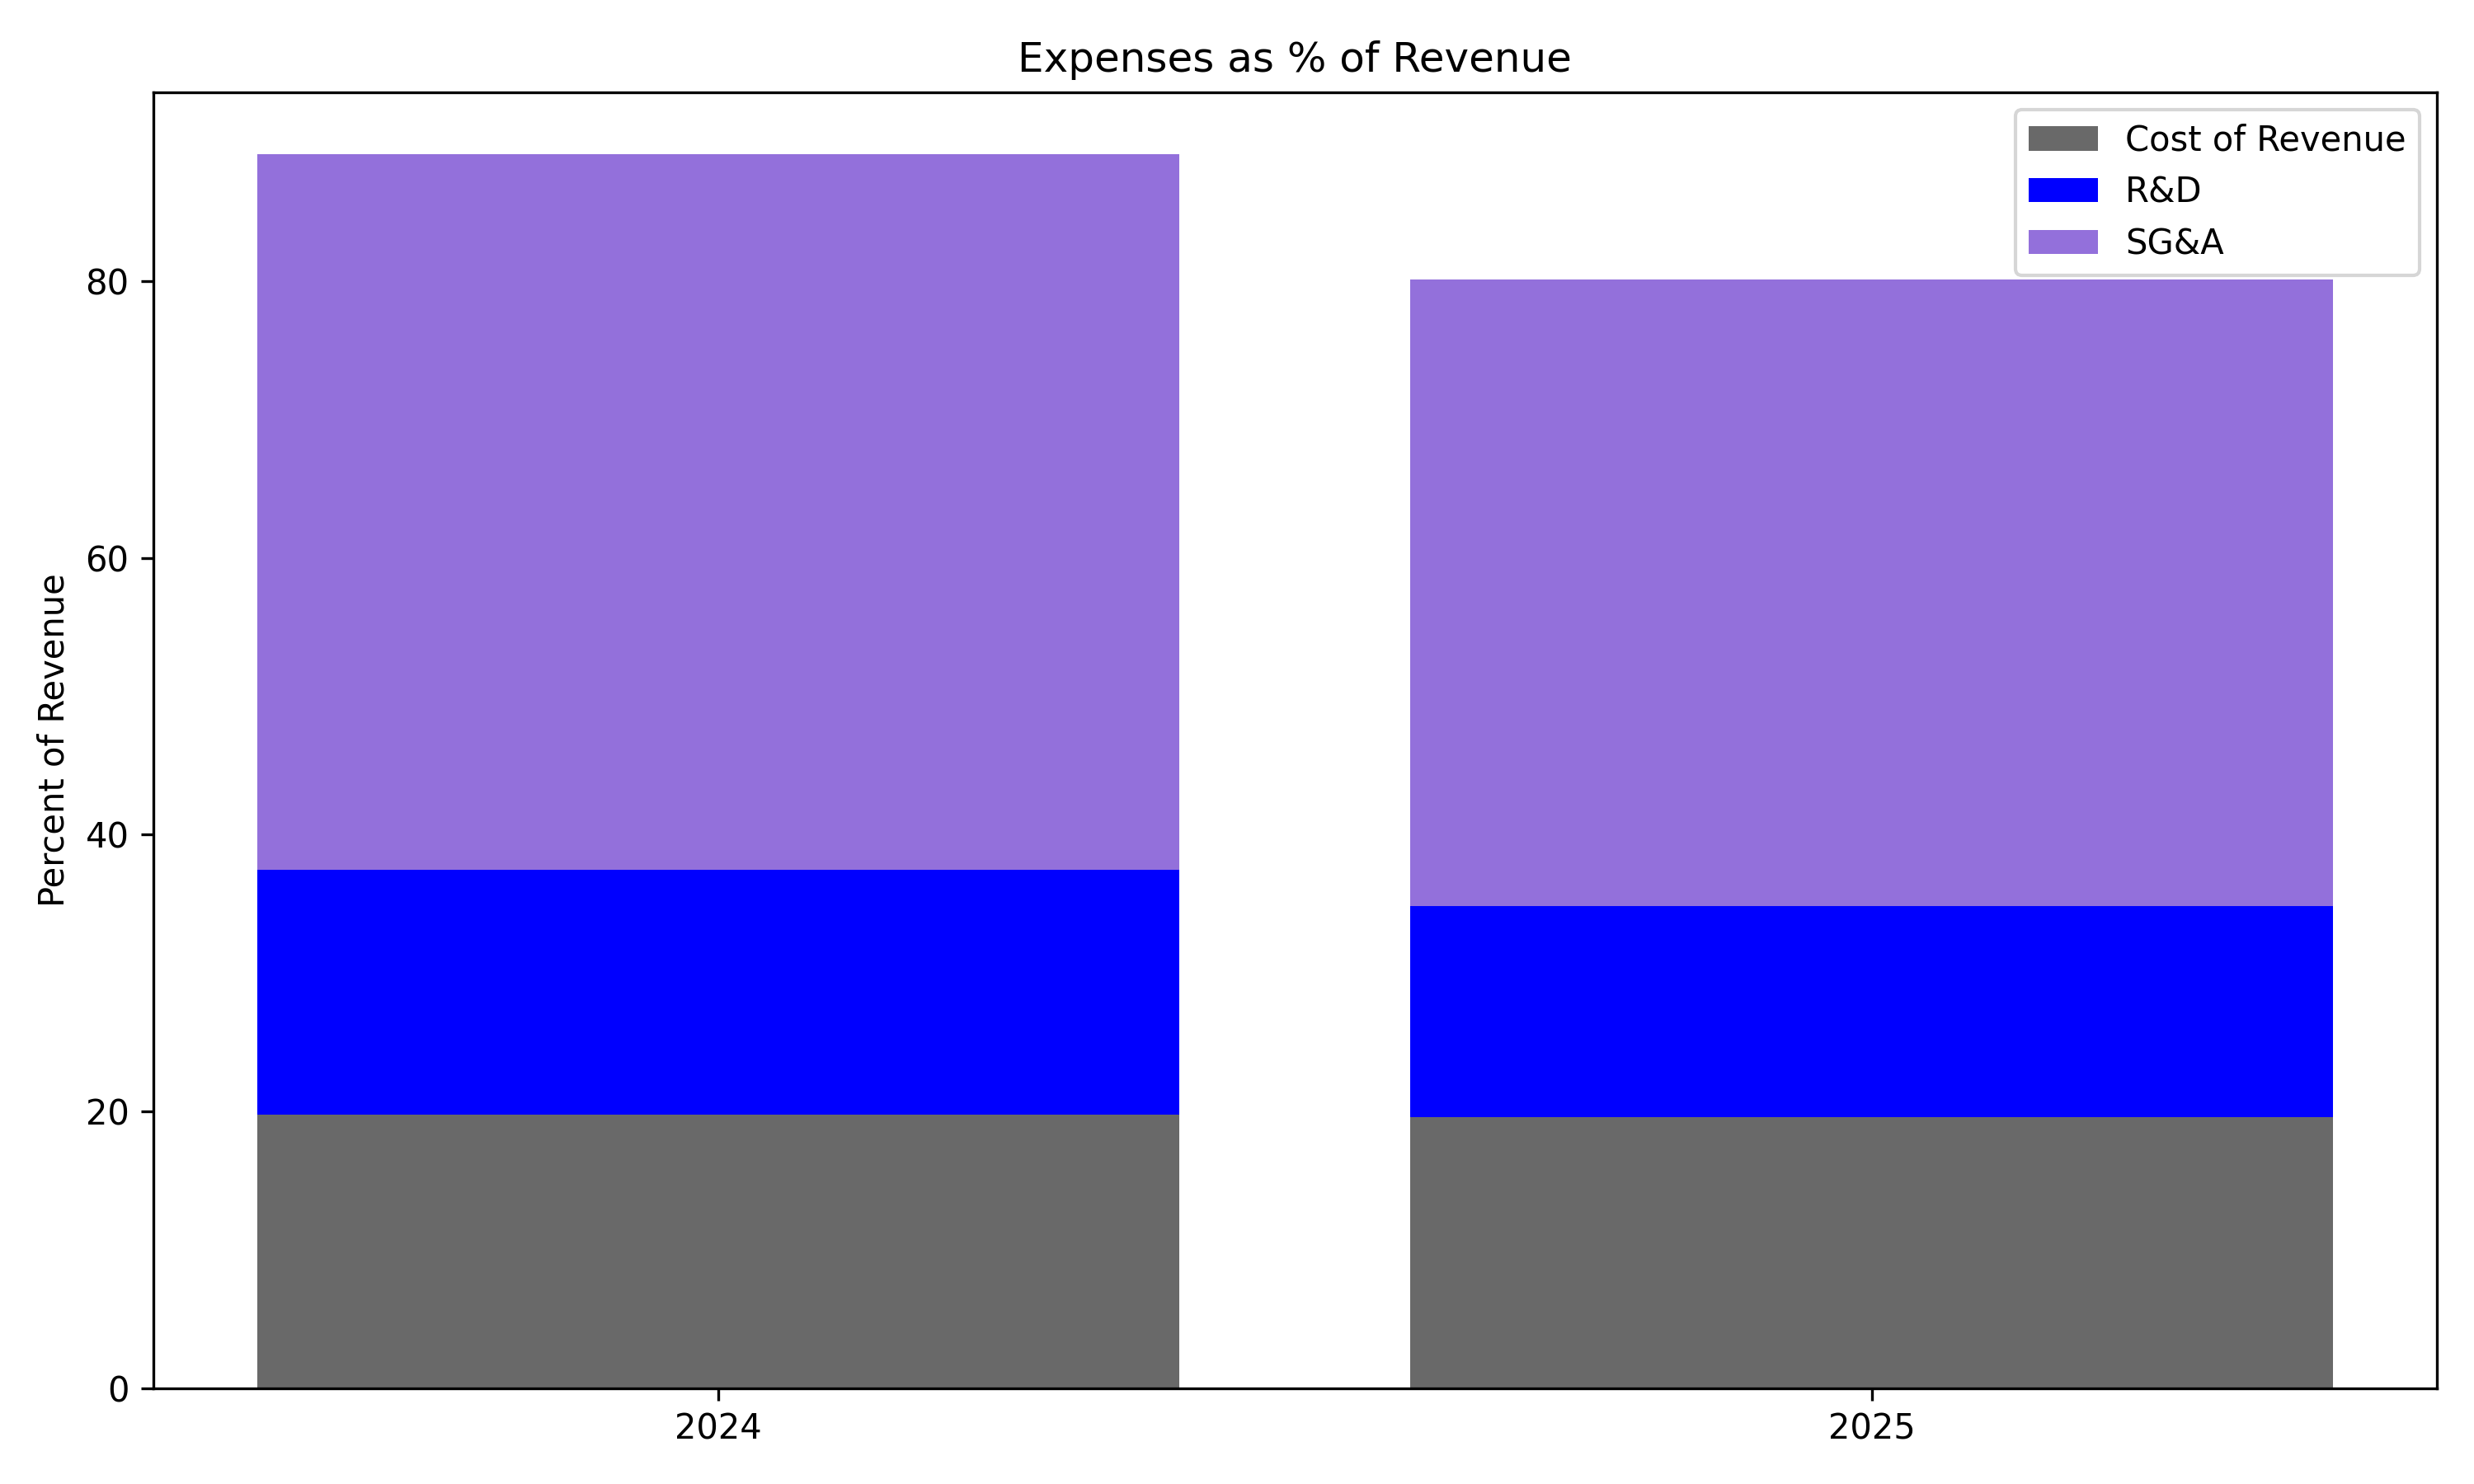 Expenses as % of Revenue
Cost of Revenue
R&D
SG&A
Percent of Revenue
80
60
40
20
0
2024
2025